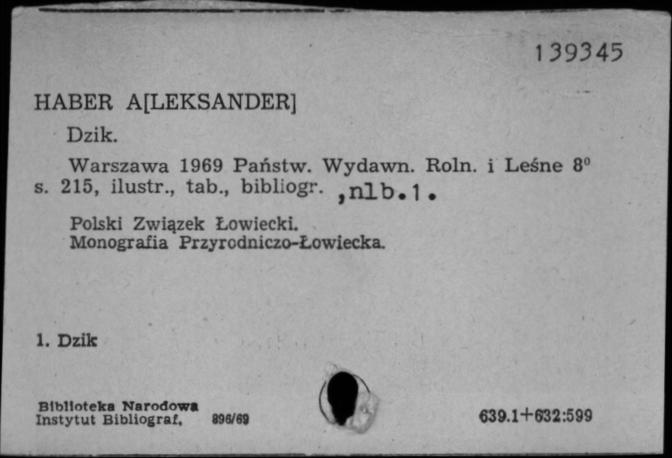 139345
HABER A[LEKSANDER]
Dzik.
Warszawa 1969 Państw. Wydawn. Roln. i Leśne 8⁰
s. 215, ilustr., tab., bibliogr. ,nlb.1.
Polski Związek Łowiecki.
Monografia Przyrodniczo-Łowiecka.
1. Dzik
Biblioteka Narodowa
Instytut Bibliograf. 896/69
639.1+632:599